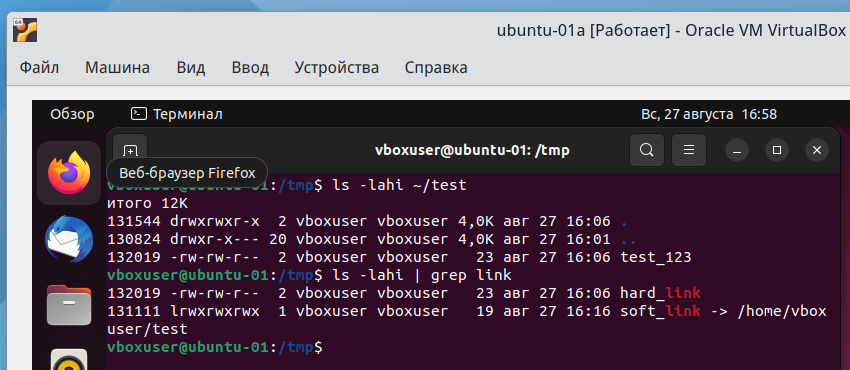 ubuntu-01a [Работает] - Oracle VM VirtualBox
Файл Машина Вид Ввод Устройства Справка
Обзор Терминал Вс, 27 августа 16:58
vboxuser@ubuntu-01: /tmp
Веб-браузер Firefox
vboxuser@ubuntu-01:/tmp$ ls -lahi ~/test
итого 12K
131544 drwxrwxr-x  2 vboxuser vboxuser 4,0K авг 27 16:06 .
130824 drwxr-x--- 20 vboxuser vboxuser 4,0K авг 27 16:01 ..
132019 -rw-rw-r--  2 vboxuser vboxuser   23 авг 27 16:06 test_123
vboxuser@ubuntu-01:/tmp$ ls -lahi | grep link
132019 -rw-rw-r--  2 vboxuser vboxuser   23 авг 27 16:06 hard_link
131111 lrwxrwxrwx  1 vboxuser vboxuser   19 авг 27 16:16 soft_link -> /home/vbox
user/test
vboxuser@ubuntu-01:/tmp$